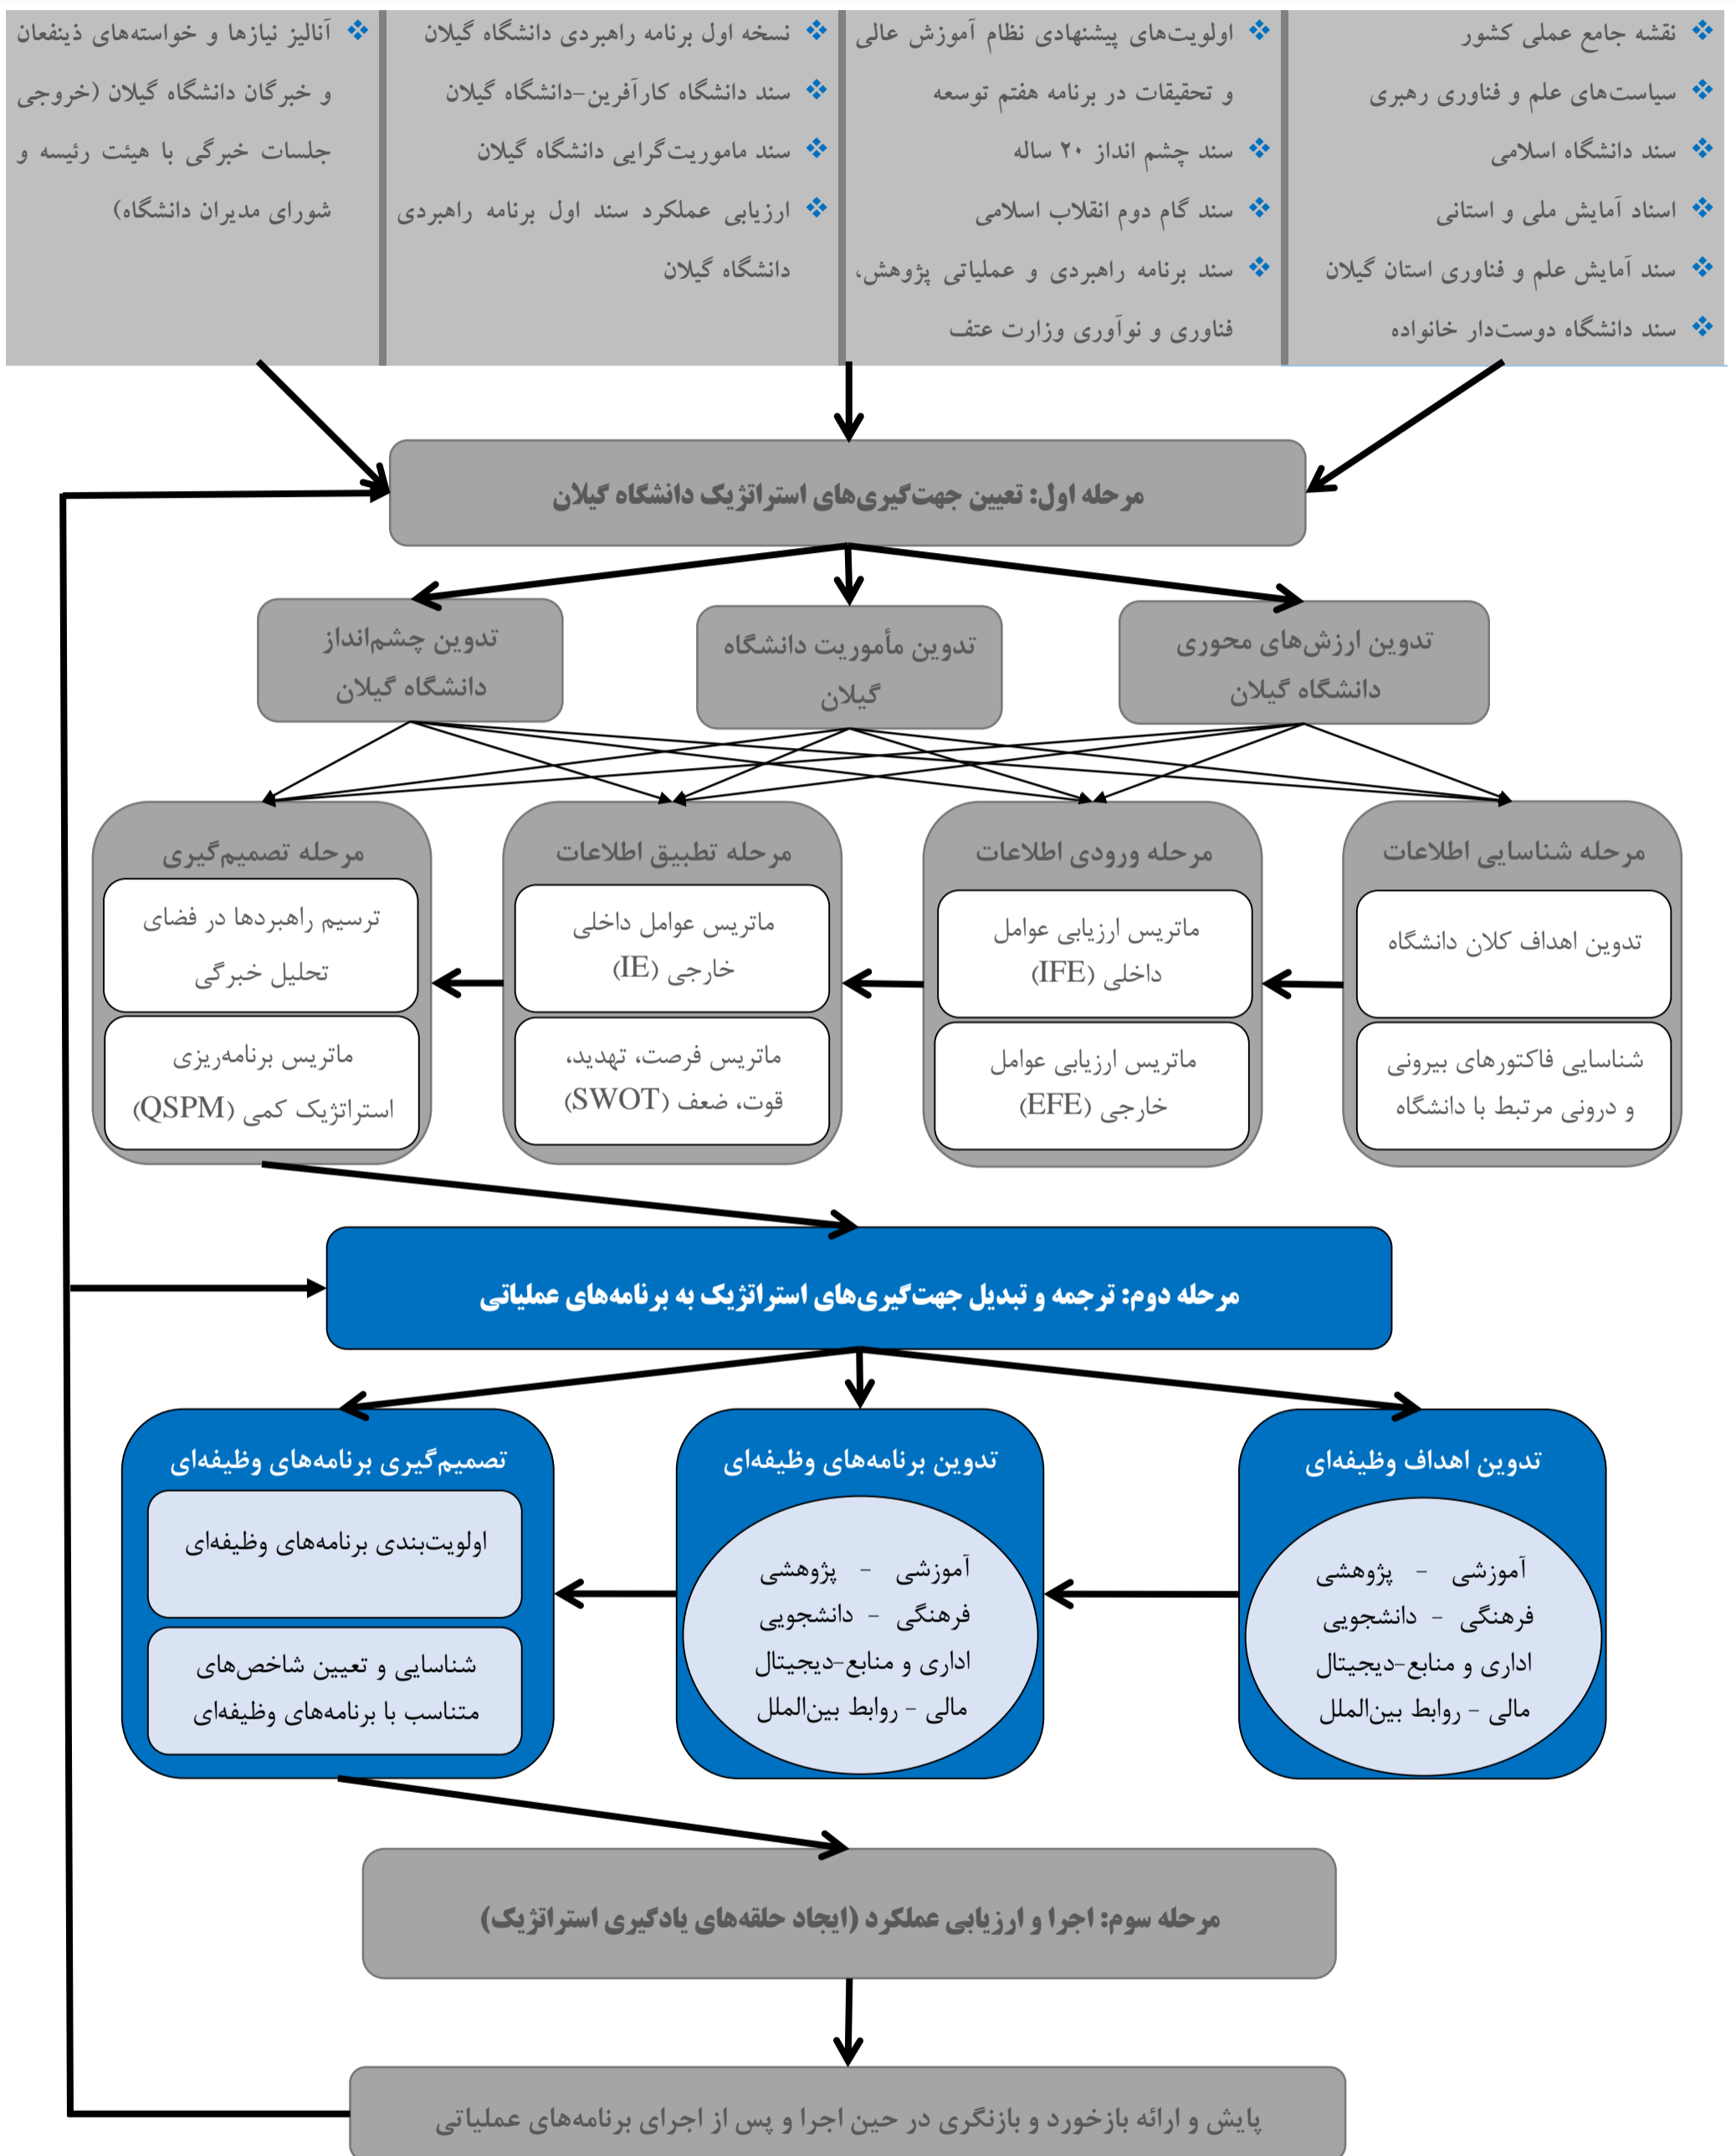 نقشه جامع عملی کشور
سیاست‌های علم و فناوری رهبری
سند دانشگاه اسلامی
اسناد آمایش ملی و استانی
سند آمایش علم و فناوری استان گیلان
سند دانشگاه دوست‌دار خانواده
اولویت‌های پیشنهادی نظام آموزش عالی
و تحقیقات در برنامه هفتم توسعه
سند چشم انداز ۲۰ ساله
سند گام دوم انقلاب اسلامی
سند برنامه راهبردی و عملیاتی پژوهش،
فناوری و نوآوری وزارت عتف
نسخه اول برنامه راهبردی دانشگاه گیلان
سند دانشگاه کارآفرین-دانشگاه گیلان
سند ماموریت‌گرایی دانشگاه گیلان
ارزیابی عملکرد سند اول برنامه راهبردی
دانشگاه گیلان
آنالیز نیازها و خواسته‌های ذینفعان
و خبرگان دانشگاه گیلان (خروجی
جلسات خبرگی با هیئت رئیسه و
شورای مدیران دانشگاه)
مرحله اول: تعیین جهت‌گیری‌های استراتژیک دانشگاه گیلان
تدوین ارزش‌های محوری
دانشگاه گیلان
تدوین مأموریت دانشگاه
گیلان
تدوین چشم‌انداز
دانشگاه گیلان
مرحله شناسایی اطلاعات
تدوین اهداف کلان دانشگاه
شناسایی فاکتورهای بیرونی
و درونی مرتبط با دانشگاه
مرحله ورودی اطلاعات
ماتریس ارزیابی عوامل
داخلی (IFE)
ماتریس ارزیابی عوامل
خارجی (EFE)
مرحله تطبیق اطلاعات
ماتریس عوامل داخلی
خارجی (IE)
ماتریس فرصت، تهدید،
قوت، ضعف (SWOT)
مرحله تصمیم‌گیری
ترسیم راهبردها در فضای
تحلیل خبرگی
ماتریس برنامه‌ریزی
استراتژیک کمی (QSPM)
مرحله دوم: ترجمه و تبدیل جهت‌گیری‌های استراتژیک به برنامه‌های عملیاتی
تدوین اهداف وظیفه‌ای
آموزشی - پژوهشی
فرهنگی - دانشجویی
اداری و منابع-دیجیتال
مالی - روابط بین‌الملل
تدوین برنامه‌های وظیفه‌ای
آموزشی - پژوهشی
فرهنگی - دانشجویی
اداری و منابع-دیجیتال
مالی - روابط بین‌الملل
تصمیم‌گیری برنامه‌های وظیفه‌ای
اولویت‌بندی برنامه‌های وظیفه‌ای
شناسایی و تعیین شاخص‌های
متناسب با برنامه‌های وظیفه‌ای
مرحله سوم: اجرا و ارزیابی عملکرد (ایجاد حلقه‌های یادگیری استراتژیک)
پایش و ارائه بازخورد و بازنگری در حین اجرا و پس از اجرای برنامه‌های عملیاتی